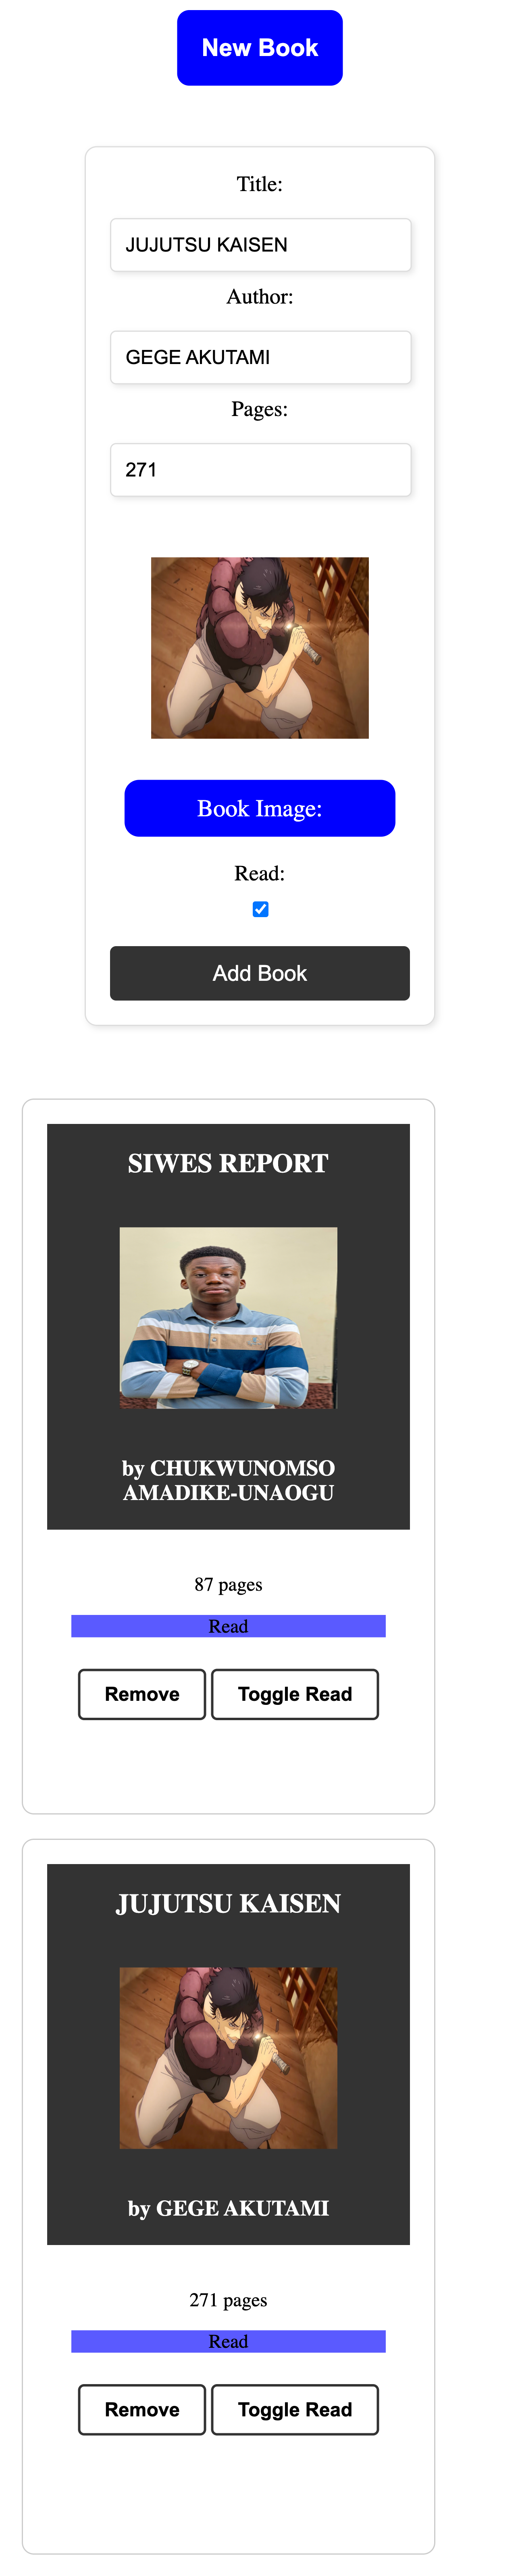 New Book
Title:
JUJUTSU KAISEN
Author:
GEGE AKUTAMI
Pages:
271
Book Image:
Read:
Add Book
SIWES REPORT
by CHUKWUNOMSO
AMADIKE-UNAOGU
87 pages
Read
Remove Toggle Read
JUJUTSU KAISEN
by GEGE AKUTAMI
271 pages
Read
Remove Toggle Read